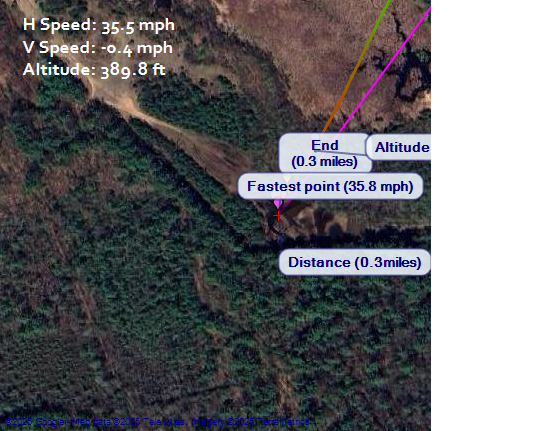 H Speed: 35.5 mph
V Speed: -0.4 mph
Altitude: 389.8 ft
End
(0.3 miles)
Altitude
Fastest point (35.8 mph)
Distance (0.3miles)